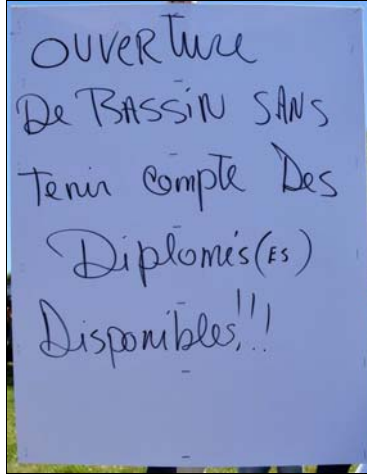 OUVERTURE
De BASSIN SANS
Tenir compte Des
Diplomés(ES)
Disponibles!!!